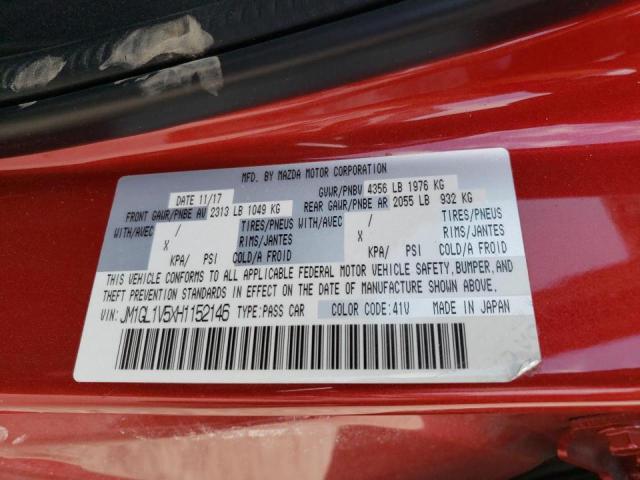 MFD. BY MAZDA MOTOR CORPORATION
DATE 11/17 GVWR/PNBV 4356 LB 1976 KG
FRONT GAWR/PNBE AV 2313 LB 1049 KG REAR GAWR/PNBE AR 2055 LB 932 KG
WITH/AVEC / TIRES/PNEUS WITH/AVEC / TIRES/PNEUS
X RIMS/JANTES X RIMS/JANTES
KPA/ PSI COLD/A FROID KPA/ PSI COLD/A FROID
THIS VEHICLE CONFORMS TO ALL APPLICABLE FEDERAL MOTOR VEHICLE SAFETY, BUMPER, AND
THEFT PREVENTION STANDARDS IN EFFECT ON THE DATE OF MANUFACTURE SHOWN ABOVE.
VIN: JM1GL1V5XH1152146 TYPE: PASS CAR COLOR CODE: 41V MADE IN JAPAN